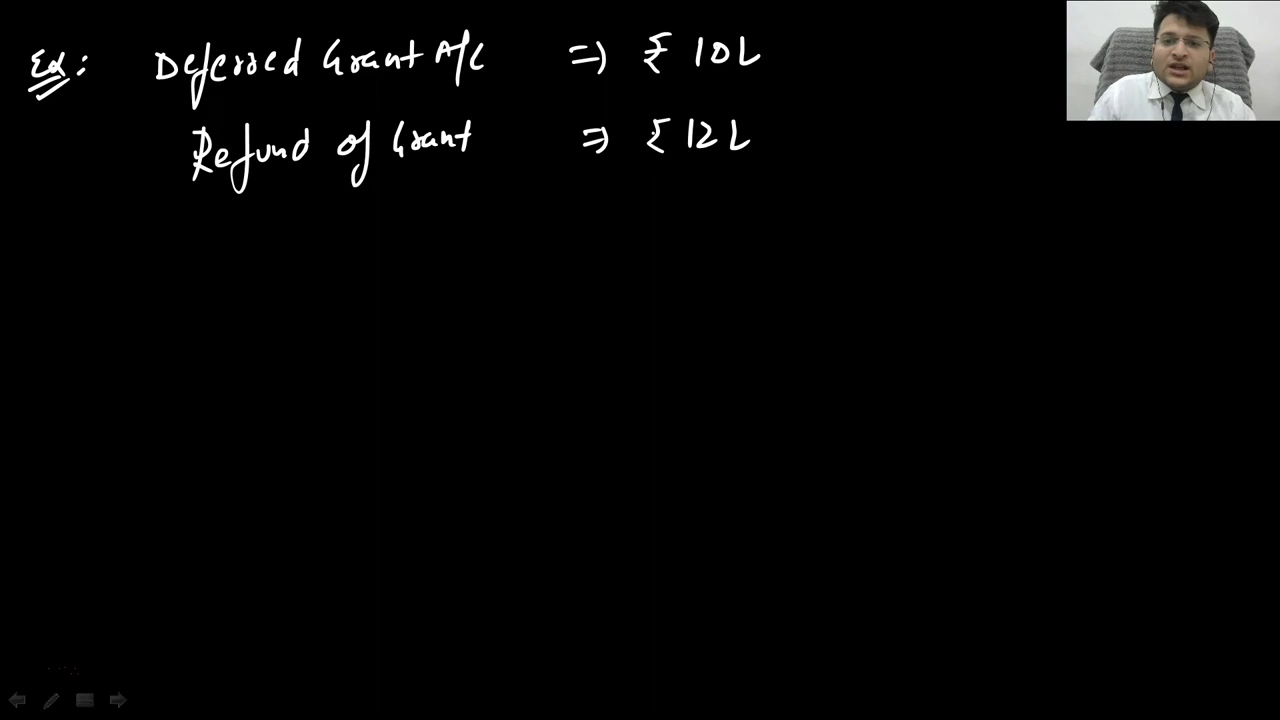 Ex: Deferred Grant A/c => ₹ 10L
Refund of Grant => ₹ 12L